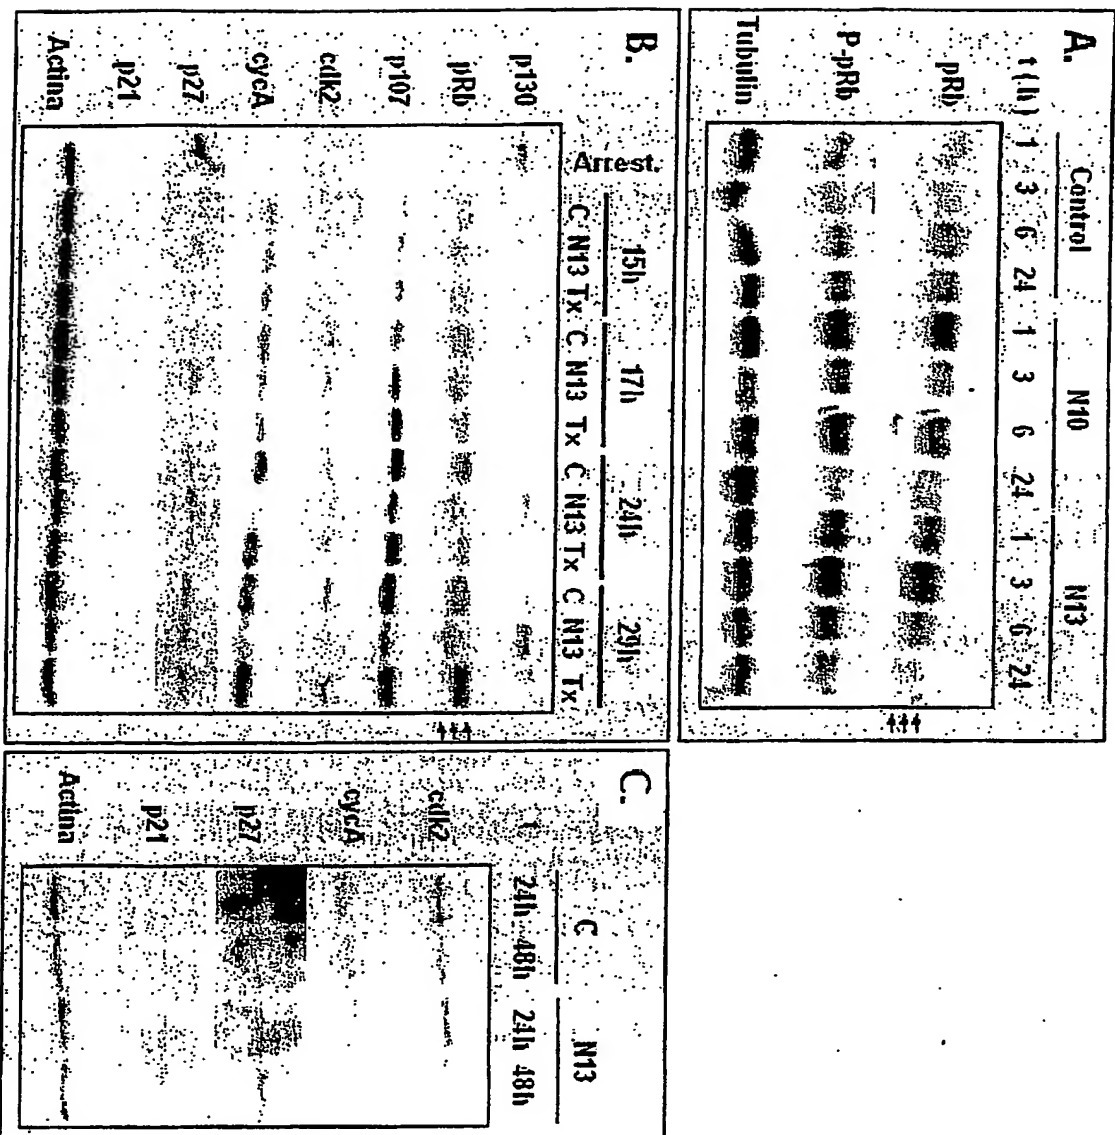 A.
Control N10 N13
t (h) 1 3 6 24 1 3 6 24 1 3 6 24
pRb
P-pRb
Tubulin
B.
15h 17h 24h 29h
Arrest. C N13 Tx C N13 Tx C N13 Tx C N13 Tx
p130
pRb
p107
cdk2
cycA
p27
p21
Actina
C.
C N13
t 24h 48h 24h 48h
cdk2
cycA
p27
p21
Actina